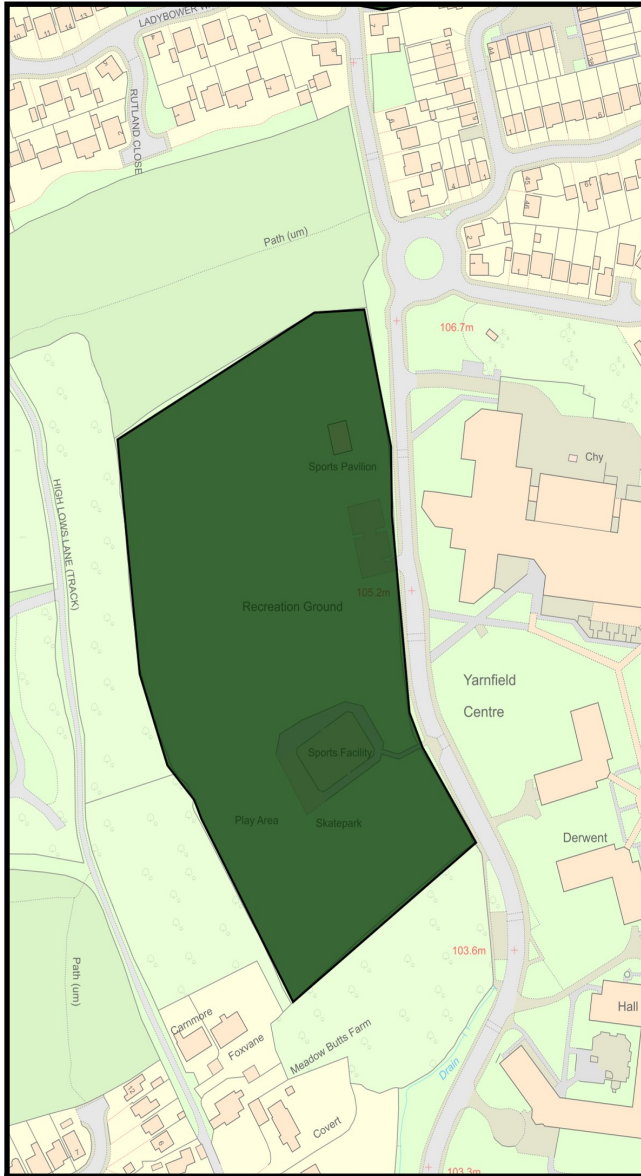 LADYBOWER W
RUTLAND CLOSE
Path (um)
106.7m
Chy
Sports Pavilion
HIGH LOWS LANE (TRACK)
105.2m
Recreation Ground
Yarnfield
Centre
Sports Facility
Play Area
Skatepark
Derwent
103.6m
Path (um)
Hall
Carnmore
Foxvane
Meadow Butts Farm
Drain
Covert
103.3m